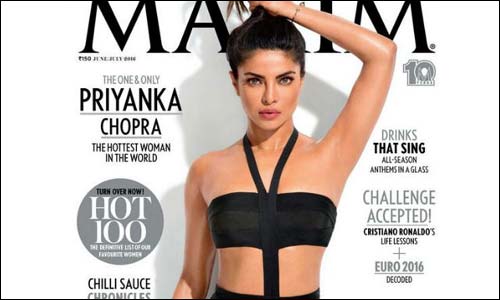 MAXIM
₹150 JUNE/JULY 2016
THE ONE & ONLY
PRIYANKA
CHOPRA
THE HOTTEST WOMAN
IN THE WORLD
TURN OVER NOW!
HOT
100
THE DEFINITIVE LIST OF OUR
FAVOURITE WOMEN
CHILLI SAUCE
CHRONICLES
10
DRINKS
THAT SING
ALL-SEASON
ANTHEMS IN A GLASS
CHALLENGE
ACCEPTED!
CRISTIANO RONALDO'S
LIFE LESSONS
+
EURO 2016
DECODED